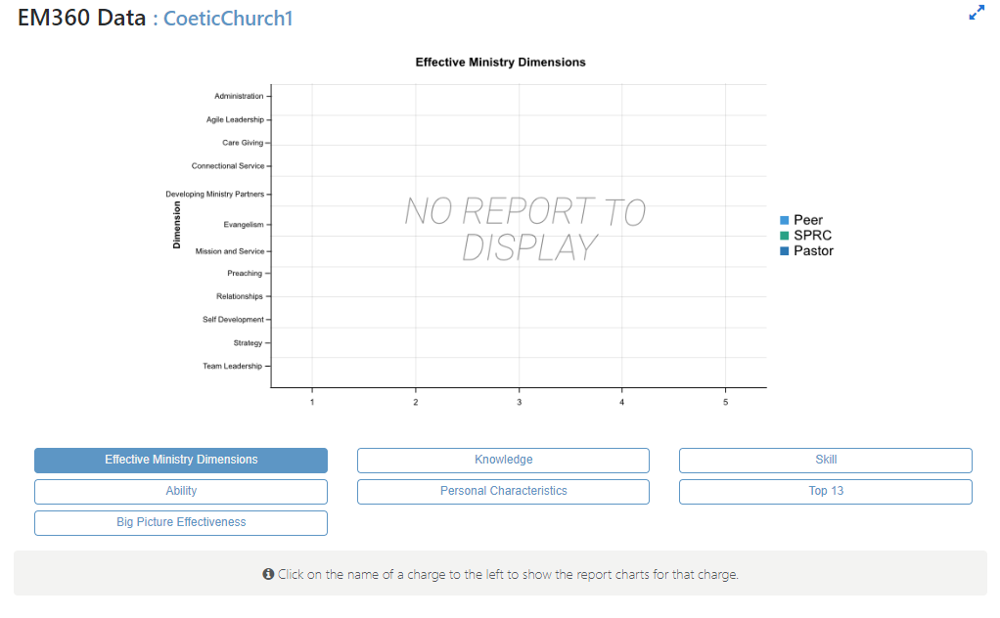 EM360 Data : CoeticChurch1
Effective Ministry Dimensions
Administration
Agile Leadership
Care Giving
Connectional Service
Developing Ministry Partners
Evangelism
Mission and Service
Preaching
Relationships
Self Development
Strategy
Team Leadership
Dimension
NO REPORT TO
DISPLAY
Peer
SPRC
Pastor
1 2 3 4 5
Effective Ministry Dimensions Knowledge Skill
Ability Personal Characteristics Top 13
Big Picture Effectiveness
Click on the name of a charge to the left to show the report charts for that charge.